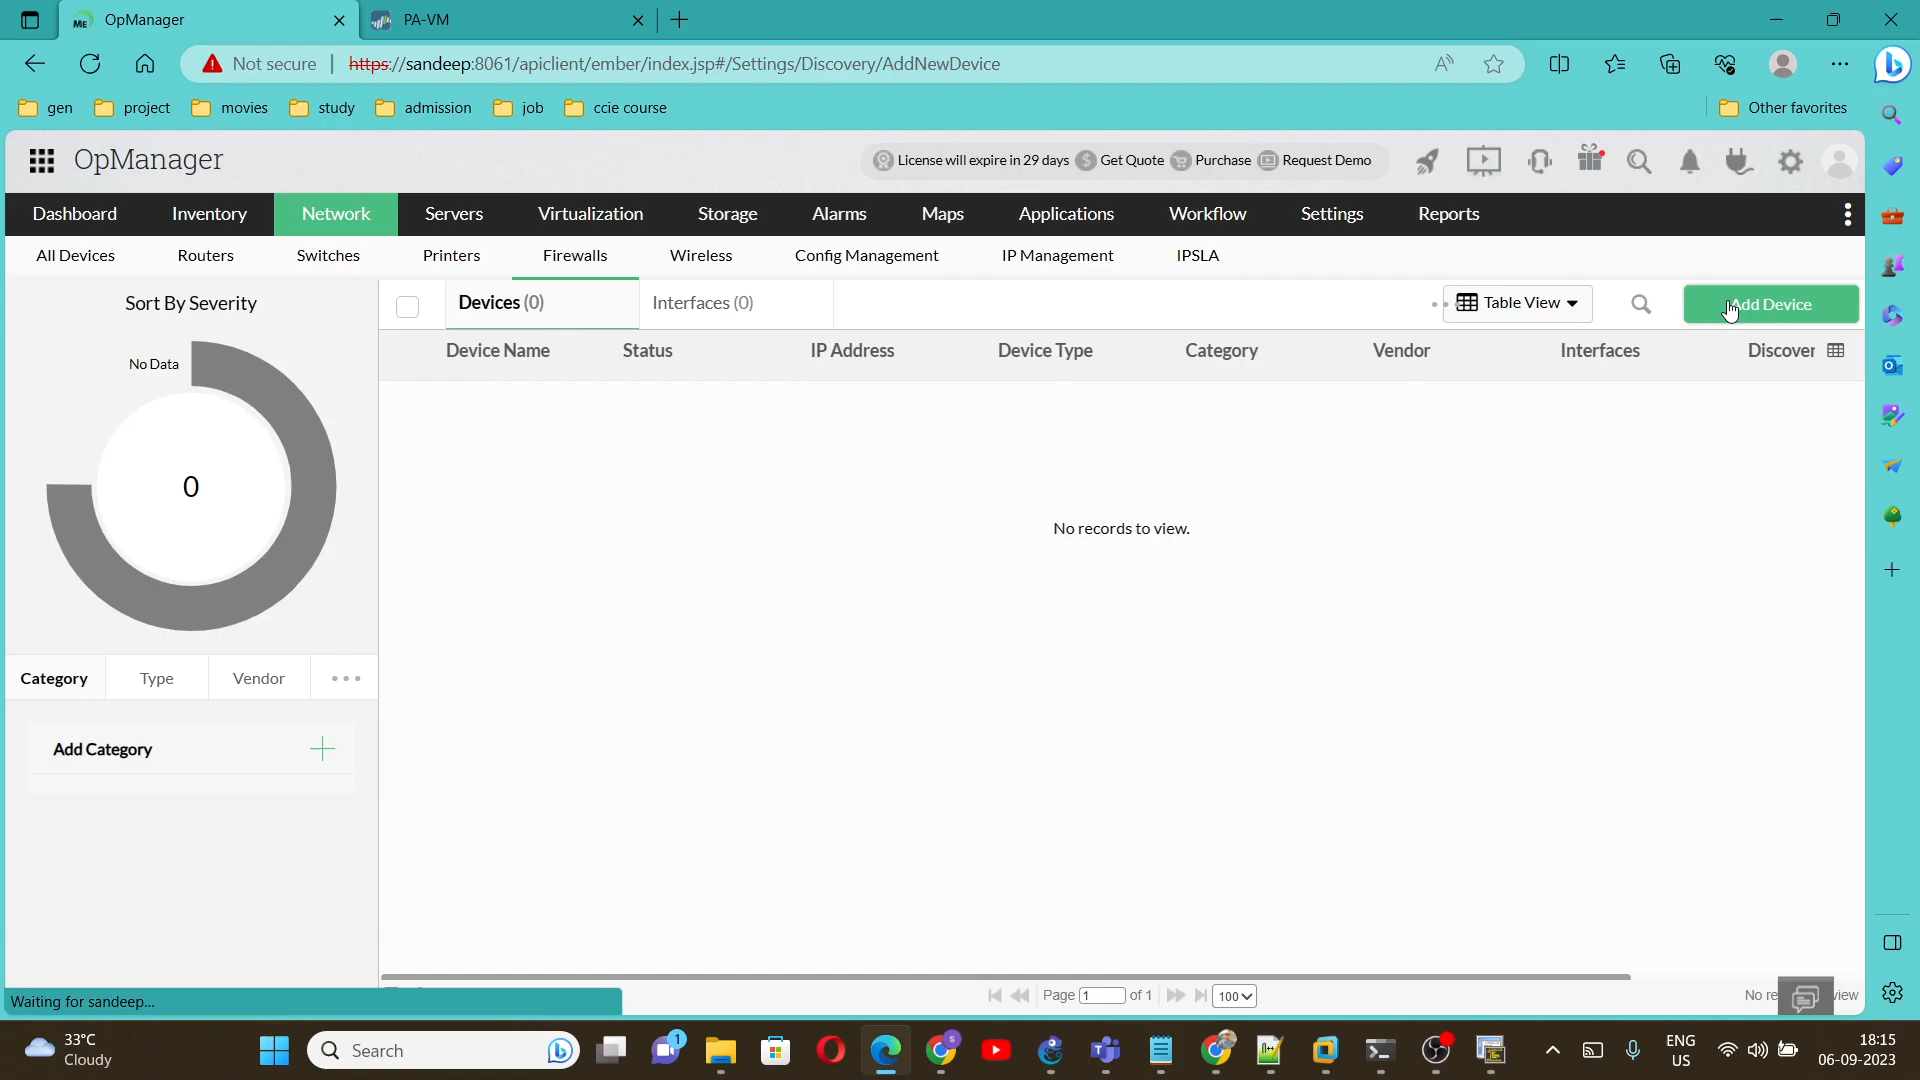 OpManager
PA-VM
Not secure
https://sandeep:8061/apiclient/ember/index.jsp#/Settings/Discovery/AddNewDevice
gen project movies study admission job ccie course
Other favorites
OpManager
License will expire in 29 days Get Quote Purchase Request Demo
Dashboard Inventory Network Servers Virtualization Storage Alarms Maps Applications Workflow Settings Reports
All Devices Routers Switches Printers Firewalls Wireless Config Management IP Management IPSLA
Sort By Severity
Devices (0) Interfaces (0)
Table View
Add Device
Device Name Status IP Address Device Type Category Vendor Interfaces Discover
No Data
0
No records to view.
Category Type Vendor
Add Category
Page 1 of 1 100
No re view
Waiting for sandeep...
33°C
Cloudy
Search
1
ENG
US
18:15
06-09-2023